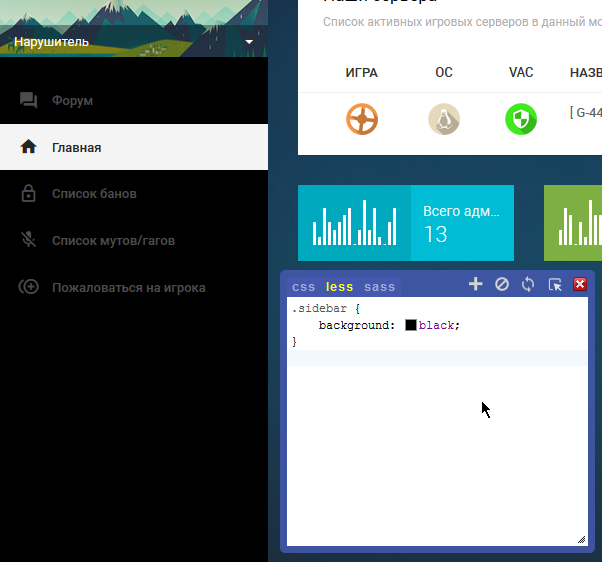 Нарушитель
Форум
Главная
Список банов
Список мутов/гагов
Пожаловаться на игрока
Список активных игровых серверов в данный мо
ИГРА ОС VAC НАЗВ
[ G-44
Всего адм...
13
css less sass
.sidebar {
background: black;
}